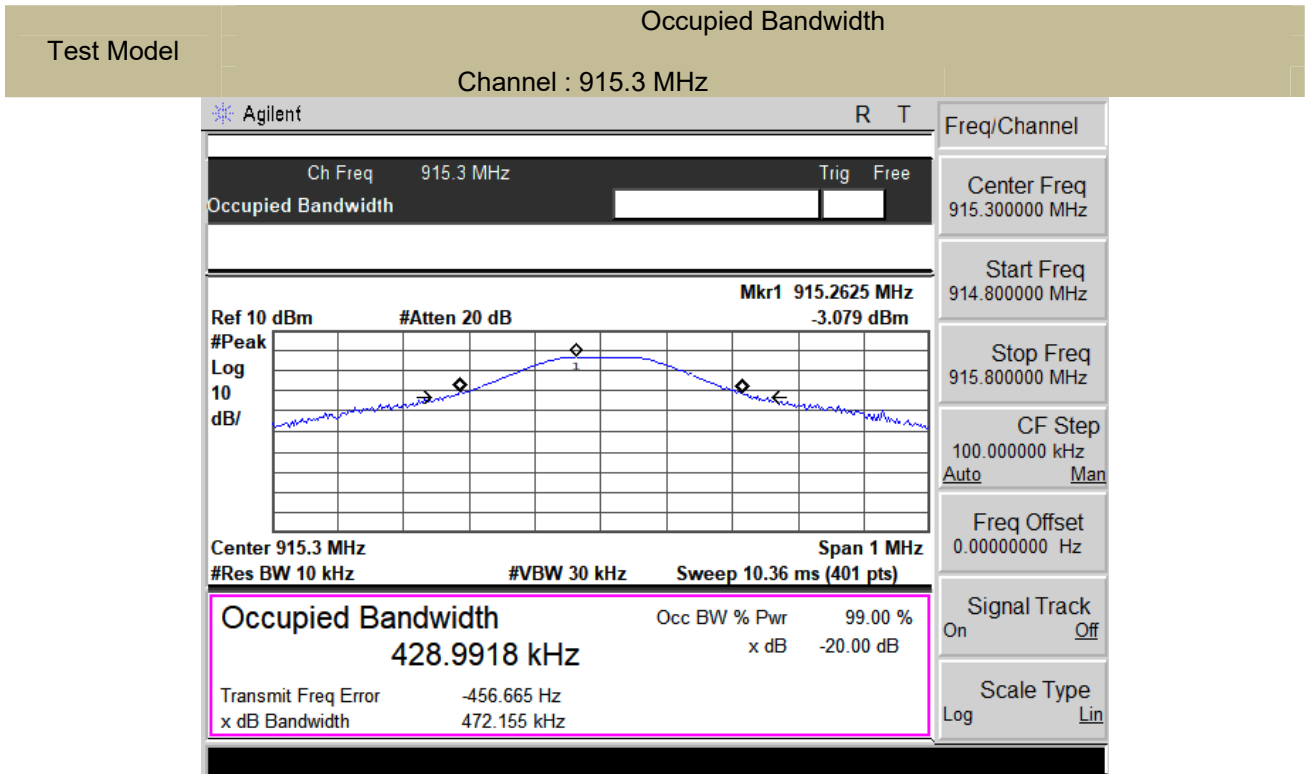 Occupied Bandwidth
Test Model
Channel : 915.3 MHz
Agilent R T
Freq/Channel
Ch Freq 915.3 MHz Trig Free
Occupied Bandwidth
Center Freq
915.300000 MHz
Start Freq
914.800000 MHz
Stop Freq
915.800000 MHz
CF Step
100.000000 kHz
Auto Man
Freq Offset
0.00000000 Hz
Signal Track
On Off
Scale Type
Log Lin
Mkr1 915.2625 MHz
Ref 10 dBm #Atten 20 dB -3.079 dBm
#Peak
Log
10
dB/
1
Center 915.3 MHz Span 1 MHz
#Res BW 10 kHz #VBW 30 kHz Sweep 10.36 ms (401 pts)
Occupied Bandwidth Occ BW % Pwr 99.00 %
428.9918 kHz x dB -20.00 dB
Transmit Freq Error -456.665 Hz
x dB Bandwidth 472.155 kHz